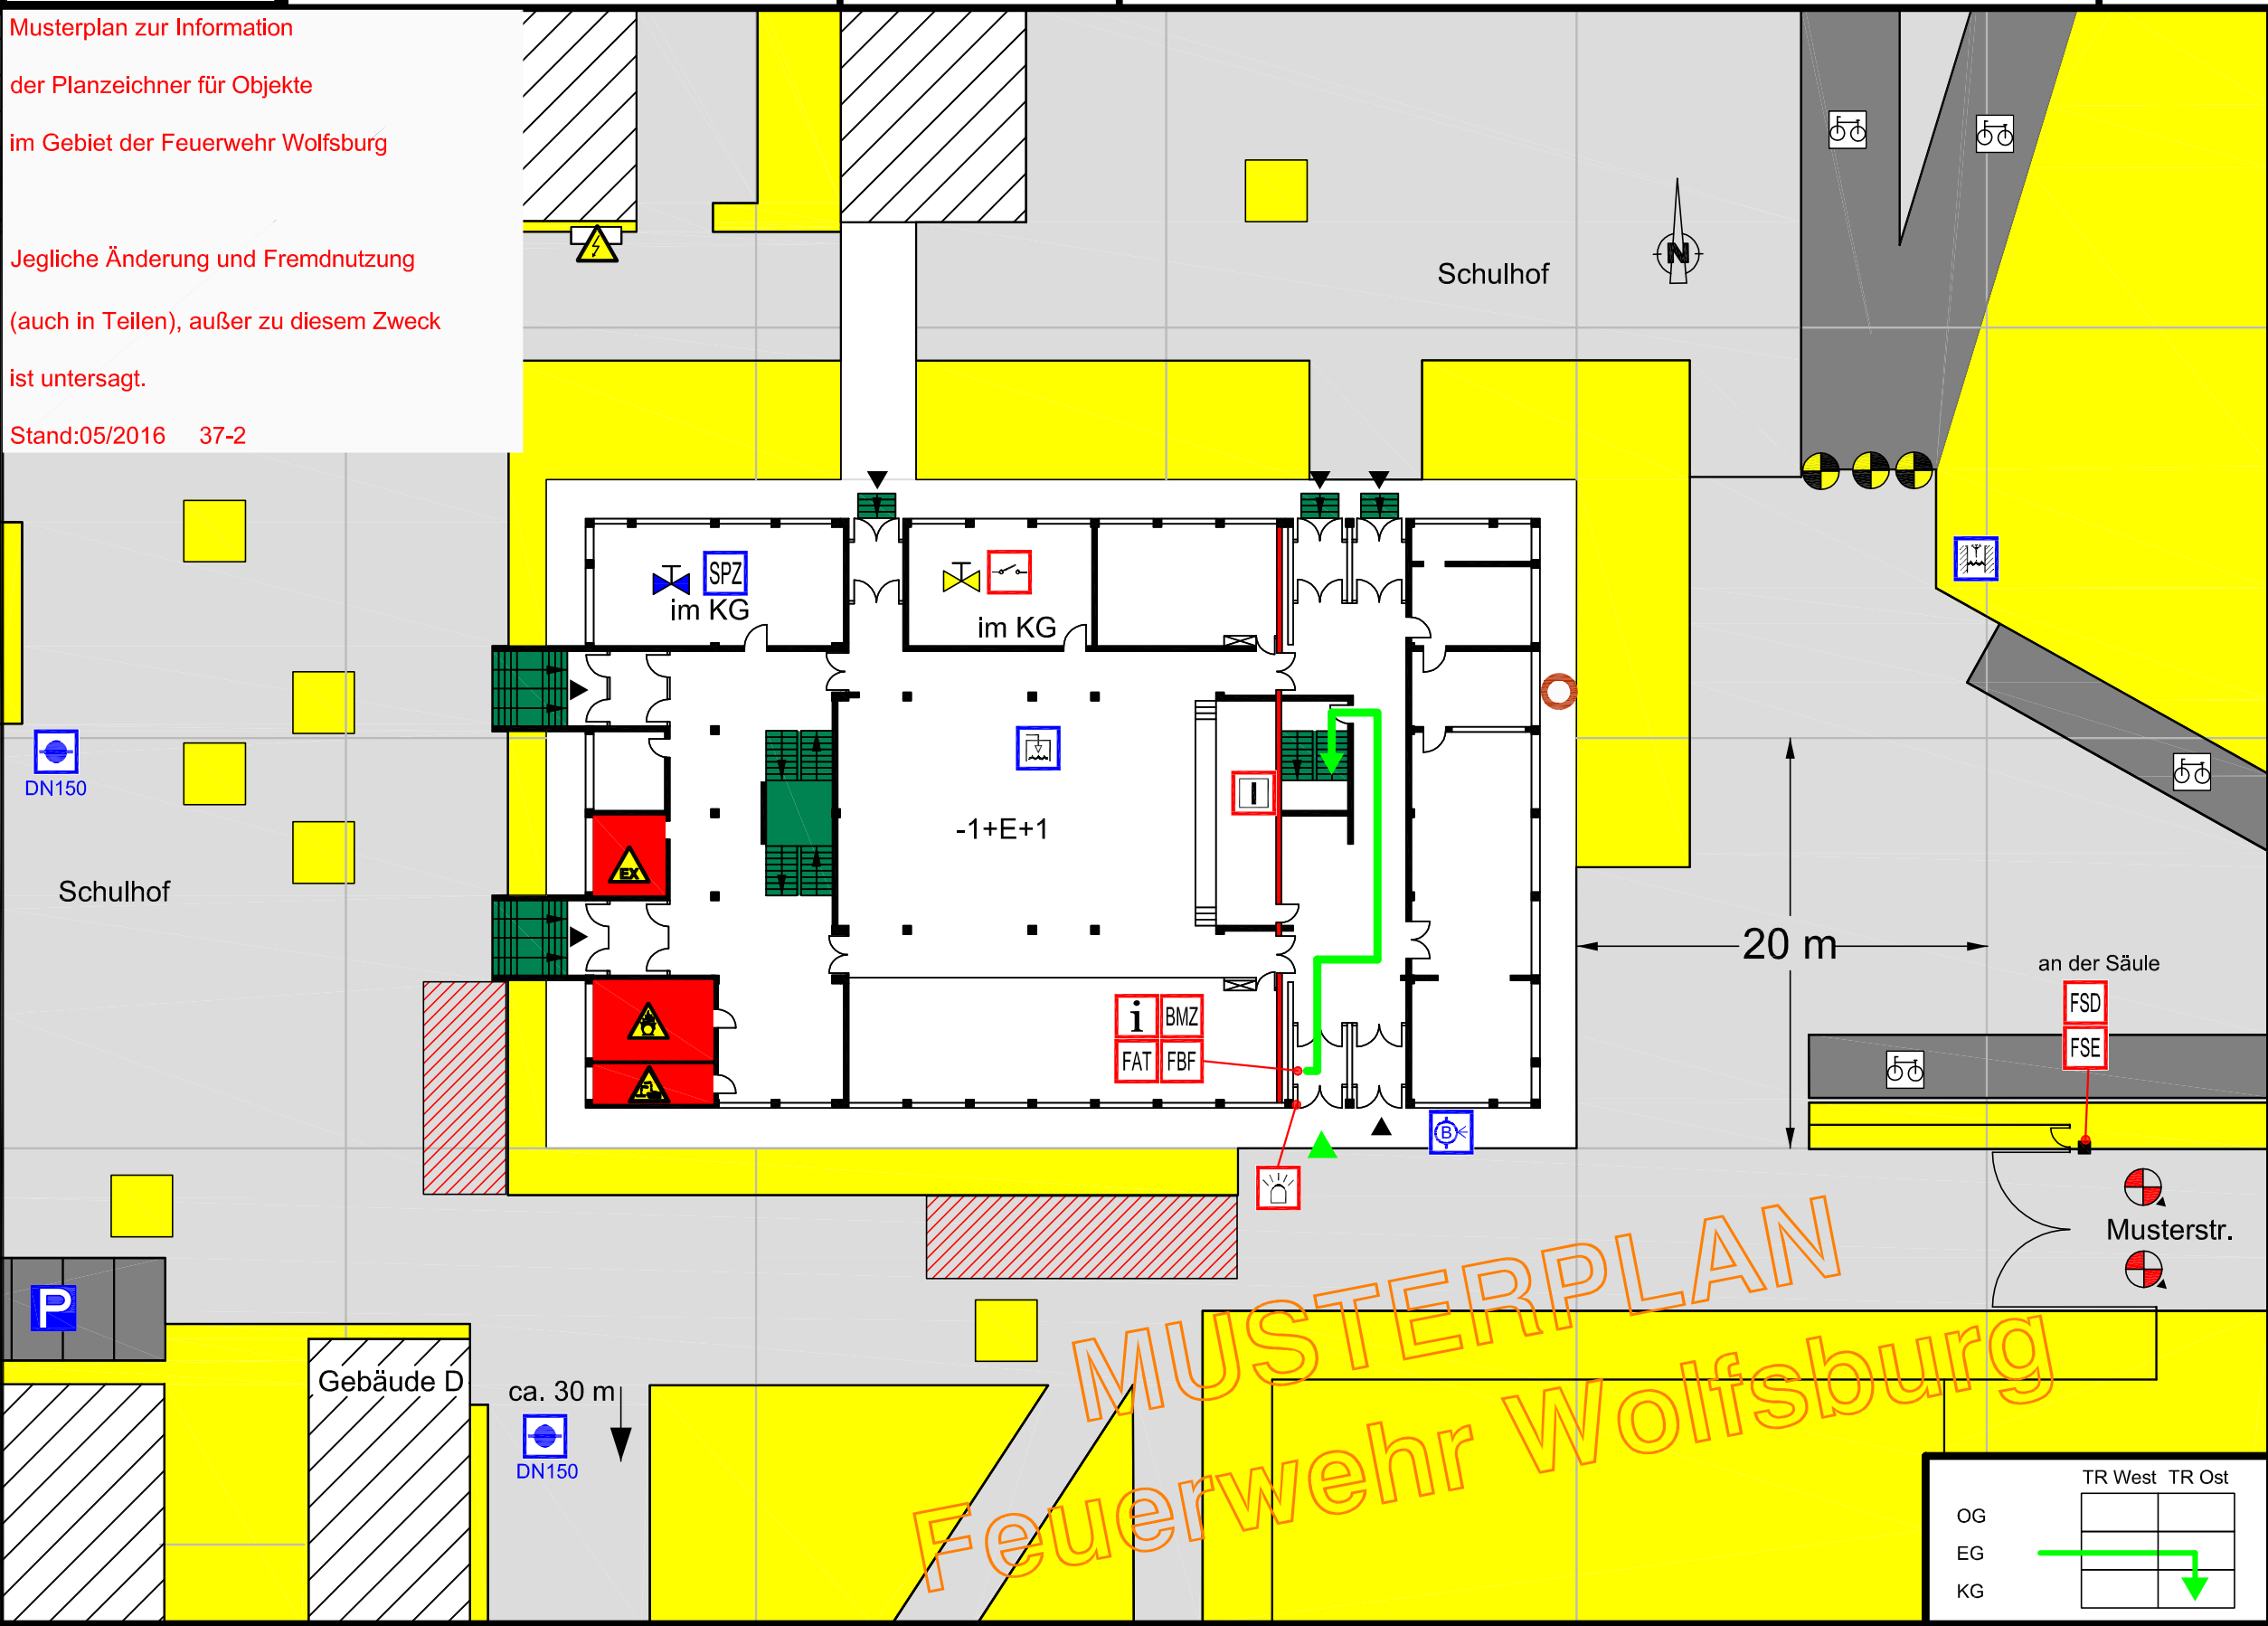 Musterplan zur Information
der Planzeichner für Objekte
im Gebiet der Feuerwehr Wolfsburg
Jegliche Änderung und Fremdnutzung
(auch in Teilen), außer zu diesem Zweck
ist untersagt.
Stand:05/2016 37-2
Schulhof
N
SPZ
im KG
im KG
DN150
-1+E+1
EX
Schulhof
20 m
an der Säule
FSD
FSE
i BMZ
FAT FBF
B
Musterstr.
P
Gebäude D
ca. 30 m
DN150
MUSTERPLAN
Feuerwehr Wolfsburg
TR West TR Ost
OG
EG
KG